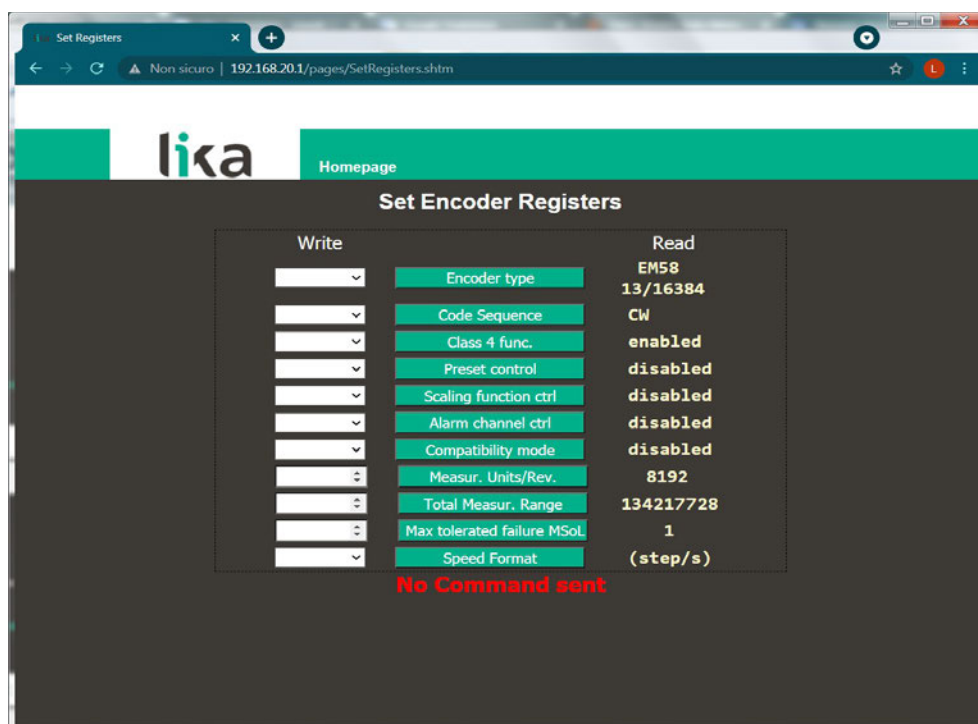 lika Set Registers
Non sicuro | 192.168.20.1/pages/SetRegisters.shtm
L
lika
Homepage
Set Encoder Registers
Write Read
Encoder type EM58 13/16384
Code Sequence CW
Class 4 func. enabled
Preset control disabled
Scaling function ctrl disabled
Alarm channel ctrl disabled
Compatibility mode disabled
Measur. Units/Rev. 8192
Total Measur. Range 134217728
Max tolerated failure MSoL 1
Speed Format (step/s)
No Command sent